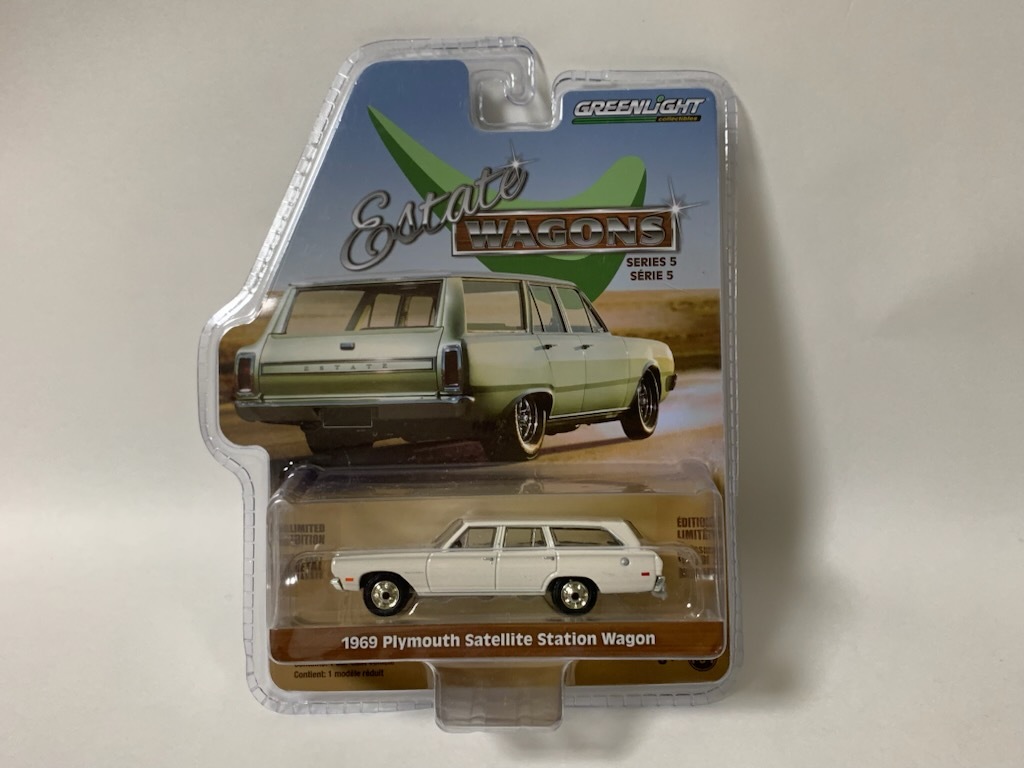 GREENLIGHT
collectibles
Estate
WAGONS
SERIES 5
SÉRIE 5
ESTATE
LIMITED
EDITION
ÉDITION
LIMITÉE
1969 Plymouth Satellite Station Wagon
Contient: 1 modèle réduit